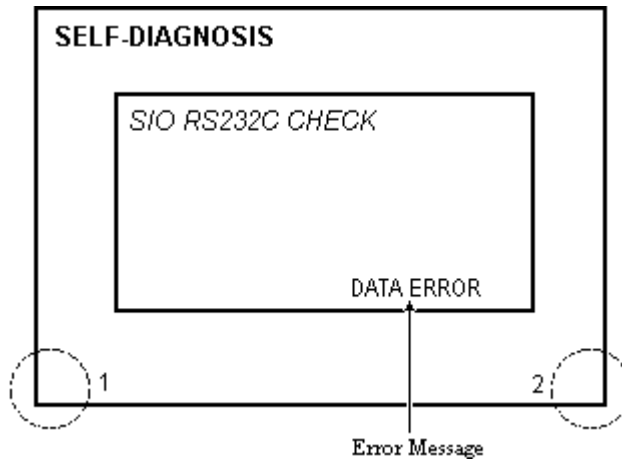 SELF-DIAGNOSIS
SIO RS232C CHECK
DATA ERROR
1
2
Error Message